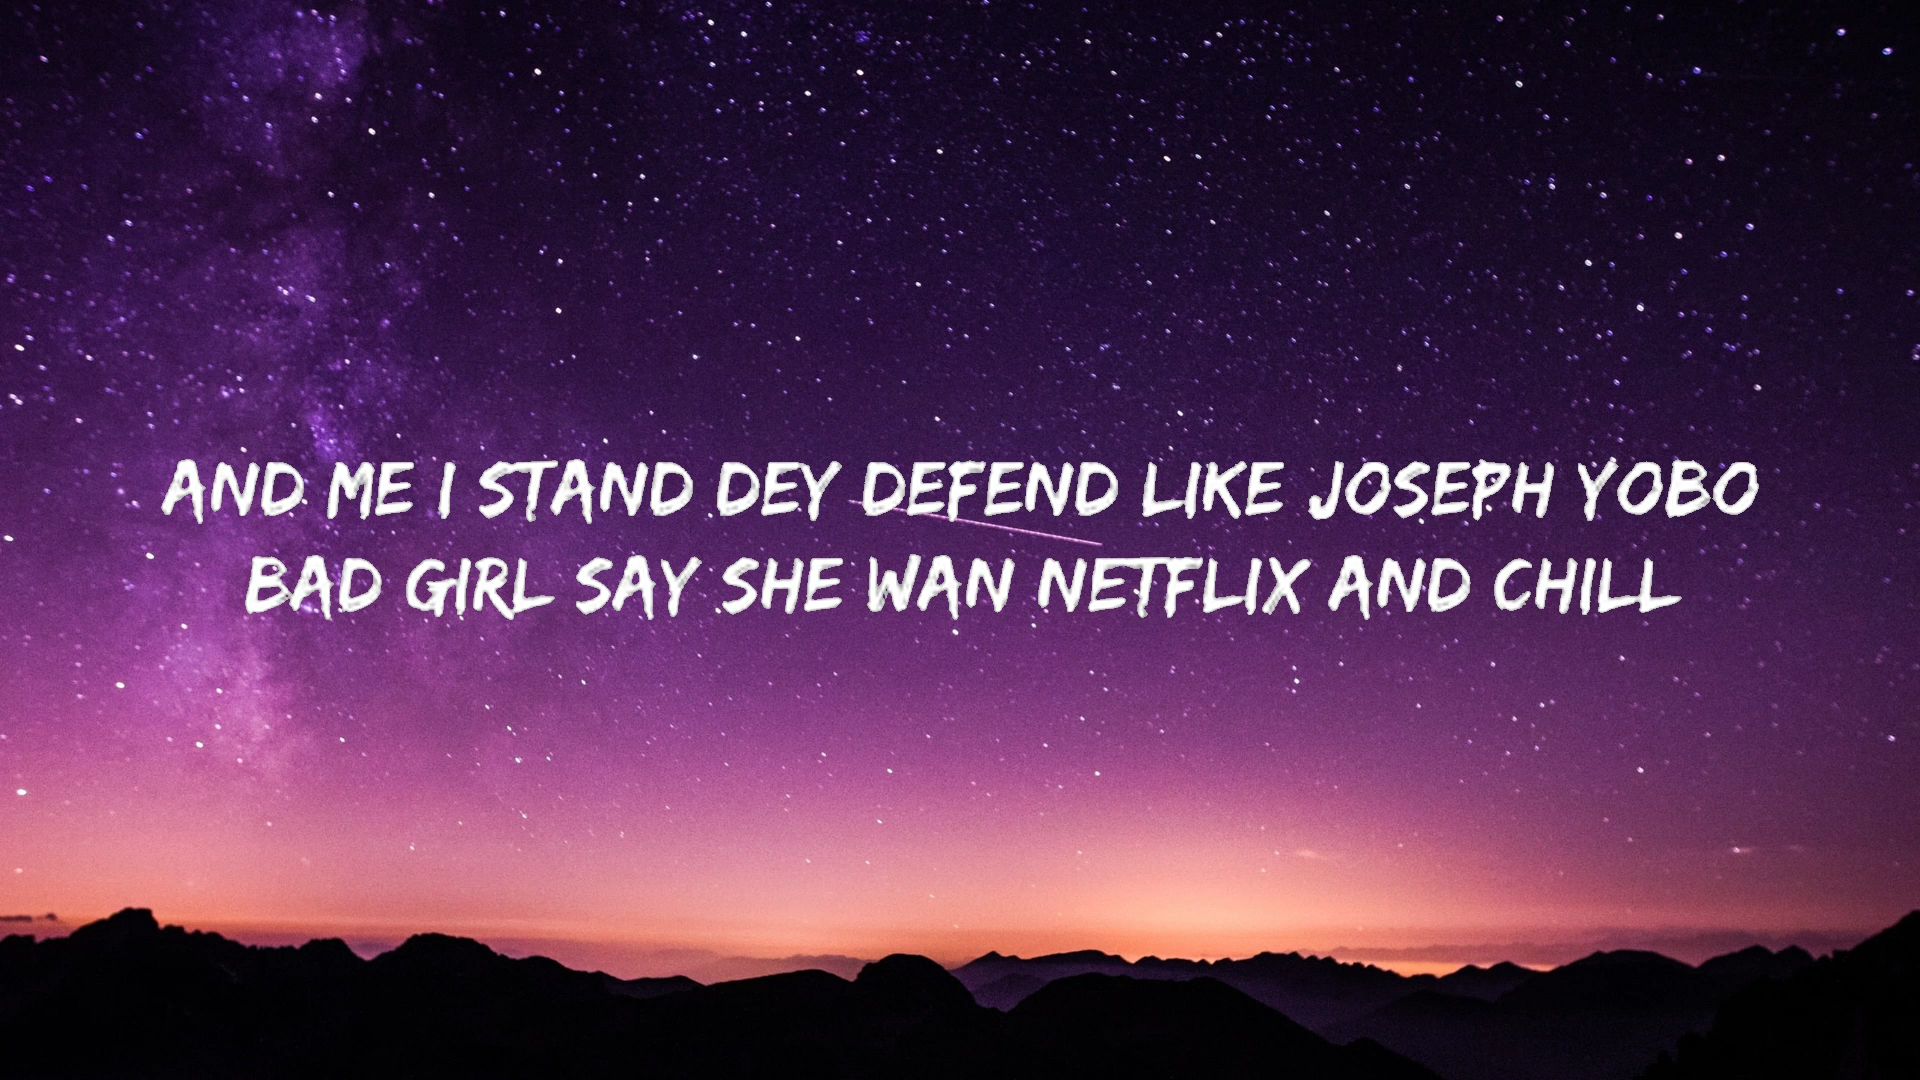 AND ME I STAND DEY DEFEND LIKE JOSEPH YOBO
BAD GIRL SAY SHE WAN NETFLIX AND CHILL